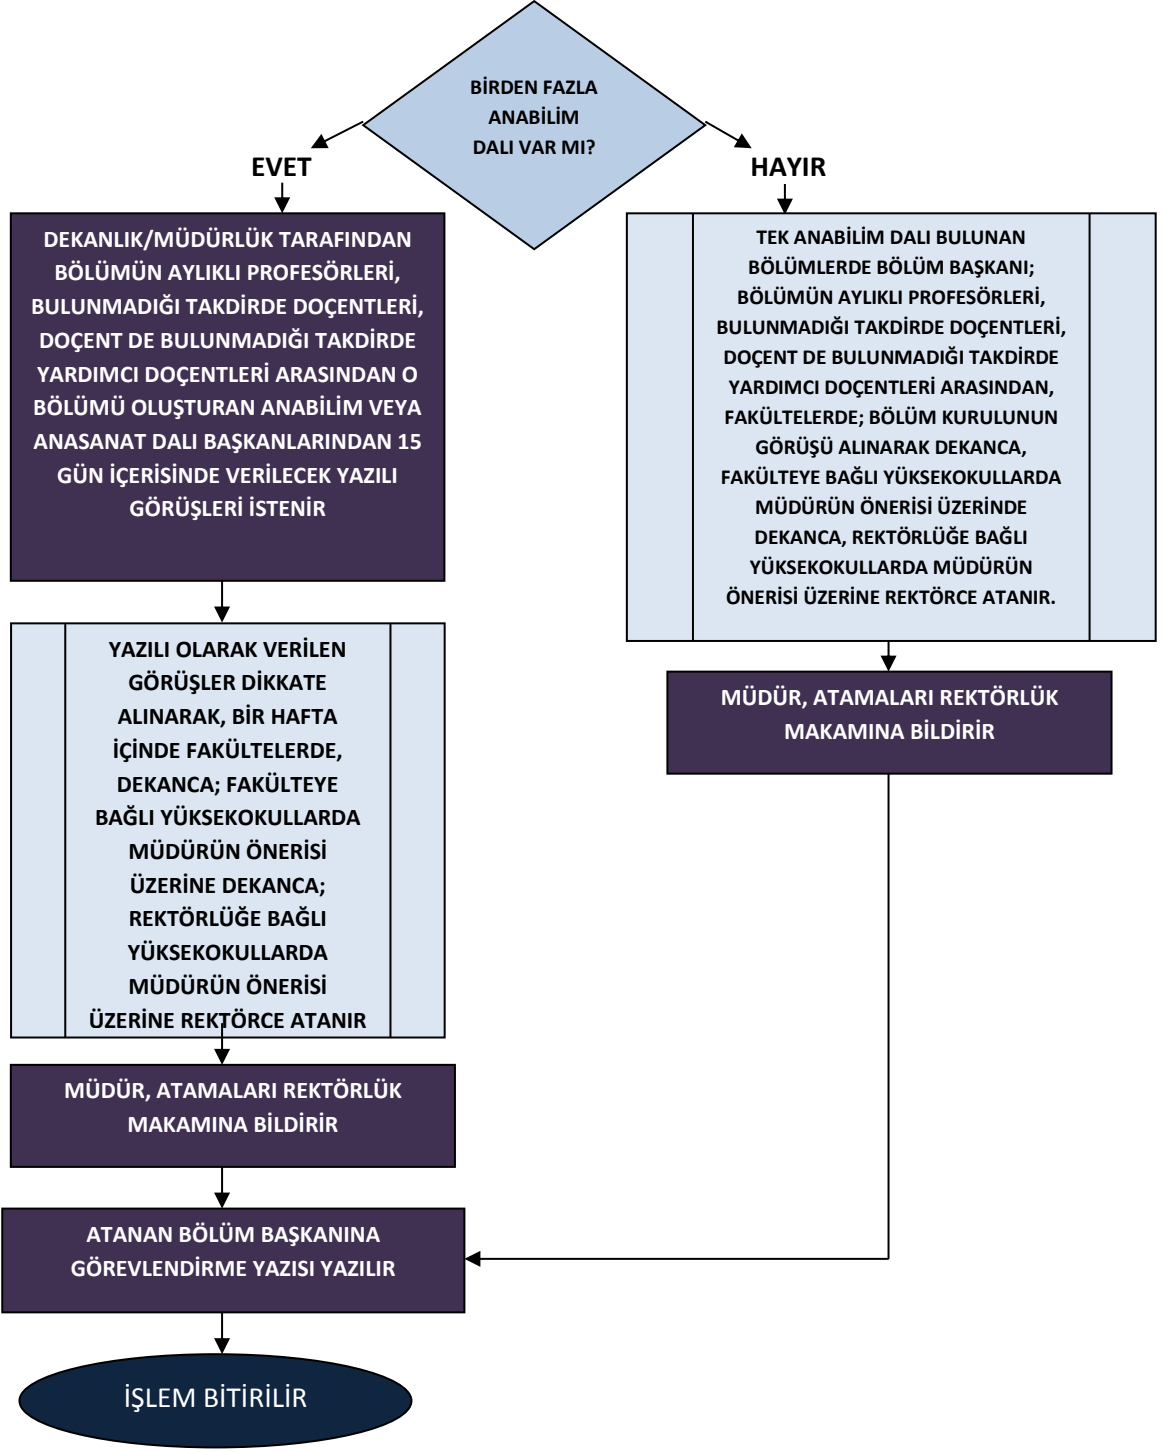 BİRDEN FAZLA
ANABİLİM
DALI VAR MI?
EVET
HAYIR
DEKANLIK/MÜDÜRLÜK TARAFINDAN
BÖLÜMÜN AYLIKLI PROFESÖRLERİ,
BULUNMADIĞI TAKDİRDE DOÇENTLERİ,
DOÇENT DE BULUNMADIĞI TAKDİRDE
YARDIMCI DOÇENTLERİ ARASINDAN O
BÖLÜMÜ OLUŞTURAN ANABİLİM VEYA
ANASANAT DALI BAŞKANLARINDAN 15
GÜN İÇERİSİNDE VERİLECEK YAZILI
GÖRÜŞLERİ İSTENİR
TEK ANABİLİM DALI BULUNAN
BÖLÜMLERDE BÖLÜM BAŞKANI;
BÖLÜMÜN AYLIKLI PROFESÖRLERİ,
BULUNMADIĞI TAKDİRDE DOÇENTLERİ,
DOÇENT DE BULUNMADIĞI TAKDİRDE
YARDIMCI DOÇENTLERİ ARASINDAN,
FAKÜLTELERDE; BÖLÜM KURULUNUN
GÖRÜŞÜ ALINARAK DEKANCA,
FAKÜLTEYE BAĞLI YÜKSEKOKULLARDA
MÜDÜRÜN ÖNERİSİ ÜZERİNDE
DEKANCA, REKTÖRLÜĞE BAĞLI
YÜKSEKOKULLARDA MÜDÜRÜN
ÖNERİSİ ÜZERİNE REKTÖRCE ATANIR.
YAZILI OLARAK VERİLEN
GÖRÜŞLER DİKKATE
ALINARAK, BİR HAFTA
İÇİNDE FAKÜLTELERDE,
DEKANCA; FAKÜLTEYE
BAĞLI YÜKSEKOKULLARDA
MÜDÜRÜN ÖNERİSİ
ÜZERİNE DEKANCA;
REKTÖRLÜĞE BAĞLI
YÜKSEKOKULLARDA
MÜDÜRÜN ÖNERİSİ
ÜZERİNE REKTÖRCE ATANIR
MÜDÜR, ATAMALARI REKTÖRLÜK
MAKAMINA BİLDİRİR
MÜDÜR, ATAMALARI REKTÖRLÜK
MAKAMINA BİLDİRİR
ATANAN BÖLÜM BAŞKANINA
GÖREVLENDİRME YAZISI YAZILIR
İŞLEM BİTİRİLİR